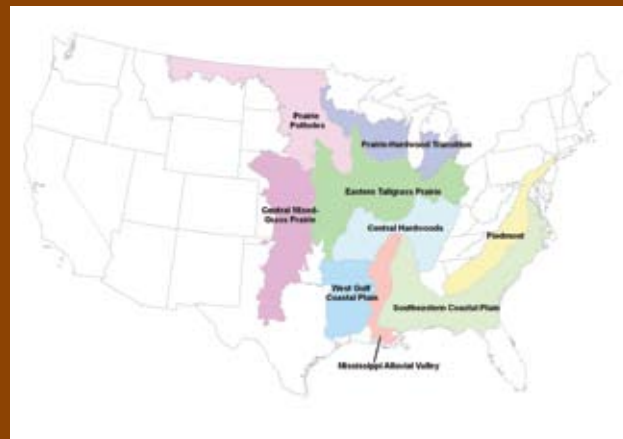 Prairie
Potholes
Prairie-Hardwood Transition
Eastern Tallgrass Prairie
Central Mixed-
Grass Prairie
Central Hardwoods
Piedmont
West Gulf
Coastal Plain
Southeastern Coastal Plain
Mississippi Alluvial Valley